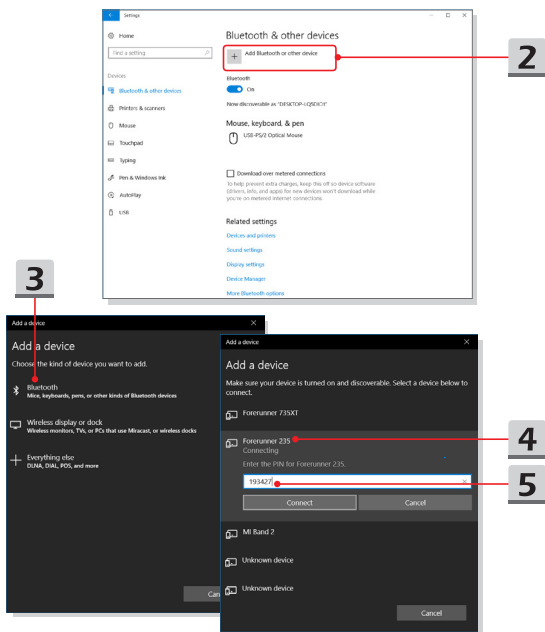 Settings
Home
Find a setting
Devices
Bluetooth & other devices
Printers & scanners
Mouse
Touchpad
Typing
Pen & Windows Ink
AutoPlay
USB
Bluetooth & other devices
Add Bluetooth or other device
2
Bluetooth
On
Now discoverable as
Mouse, keyboard, & pen
USB-PS/2 Optical Mouse
Download over metered connections
To help prevent extra charges, keep this off so device software
(drivers, info, and apps) for new devices won't download while
you're on metered Internet connections.
Related settings
Devices and printers
Sound settings
Display settings
Device Manager
More Bluetooth options
3
Add a device
Add a device
Choose the kind of device you want to add.
Bluetooth
Mice, keyboards, pens, or other kinds of Bluetooth devices
Wireless display or dock
Wireless monitors, TVs, or PCs that use Miracast, or wireless docks
Everything else
DLNA, DIAL, POS, and more
Can
Add a device
Add a device
Make sure your device is turned on and discoverable. Select a device below to
connect.
Forerunner 735XT
Forerunner 235
4
Connecting
Enter the PIN for Forerunner 235.
193427
5
Connect
Cancel
MI Band 2
Unknown device
Unknown device
Cancel